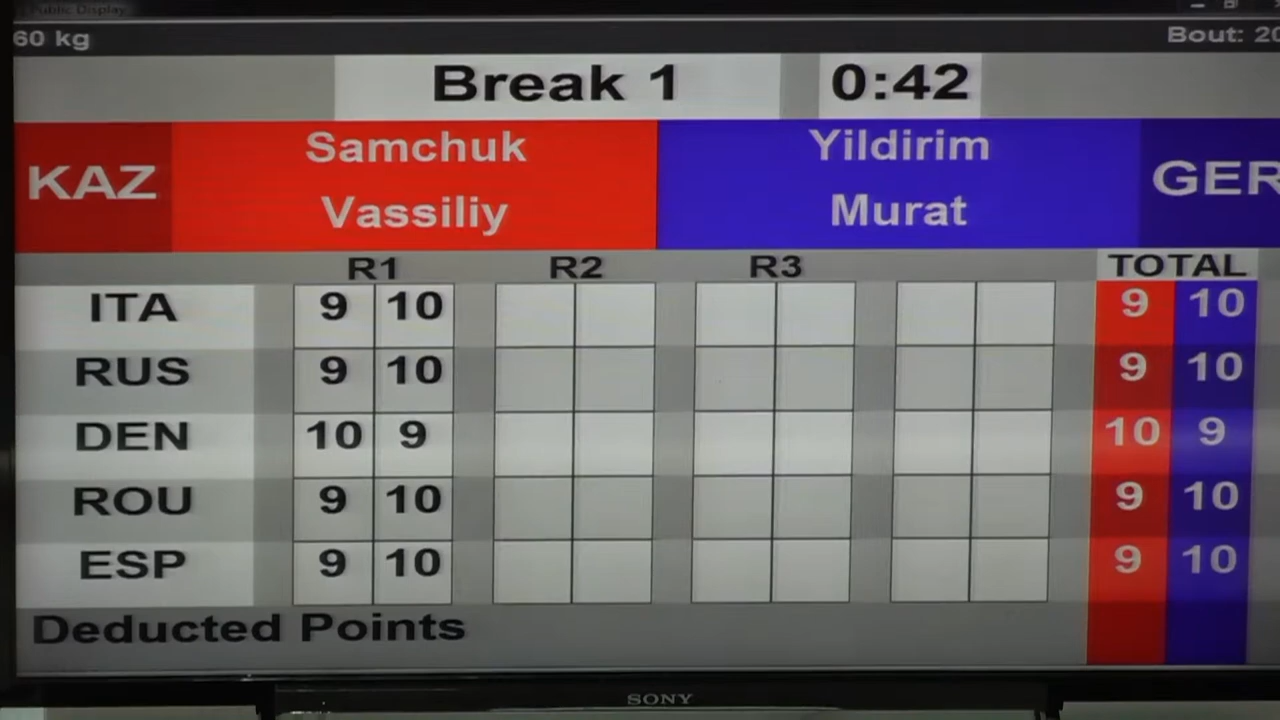 Public Display
60 kg Bout: 20
Break 1 0:42
KAZ Samchuk Vassiliy Yildirim Murat GER
R1 R2 R3 TOTAL
ITA 9 10 9 10
RUS 9 10 9 10
DEN 10 9 10 9
ROU 9 10 9 10
ESP 9 10 9 10
Deducted Points
SONY